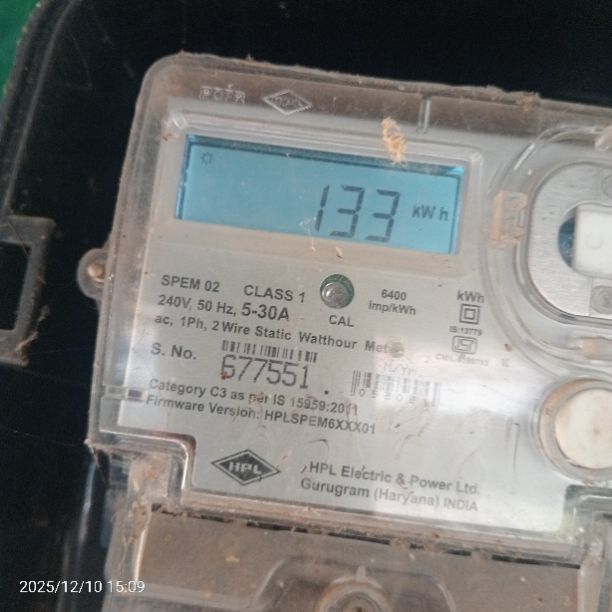 133 kWh
SPEM 02 CLASS 1
240V, 50 Hz, 5-30A
6400
imp/kWh
CAL
kWh
IS:13779
ac, 1Ph, 2 Wire Static Watthour
S. No. 677551
Category C3 as per IS 15959:2011
Firmware Version: HPLSPEM6XXX01
HPL
HPL Electric & Power Ltd.
Gurugram (Haryana) INDIA
2025/12/10 15:09